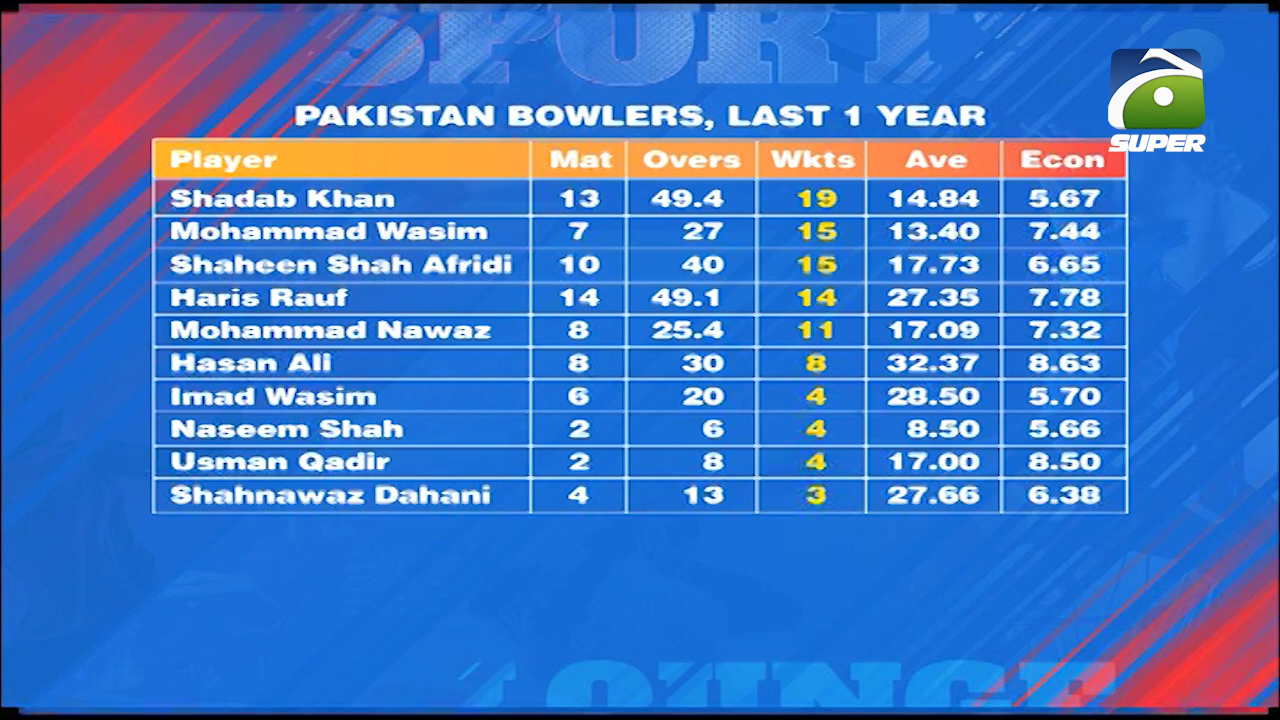 SPORT
SUPER
PAKISTAN BOWLERS, LAST 1 YEAR
Player Mat Overs Wkts Ave Econ
Shadab Khan 13 49.4 19 14.84 5.67
Mohammad Wasim 7 27 15 13.40 7.44
Shaheen Shah Afridi 10 40 15 17.73 6.65
Haris Rauf 14 49.1 14 27.35 7.78
Mohammad Nawaz 8 25.4 11 17.09 7.32
Hasan Ali 8 30 8 32.37 8.63
Imad Wasim 6 20 4 28.50 5.70
Naseem Shah 2 6 4 8.50 5.66
Usman Qadir 2 8 4 17.00 8.50
Shahnawaz Dahani 4 13 3 27.66 6.38
LOUNGE